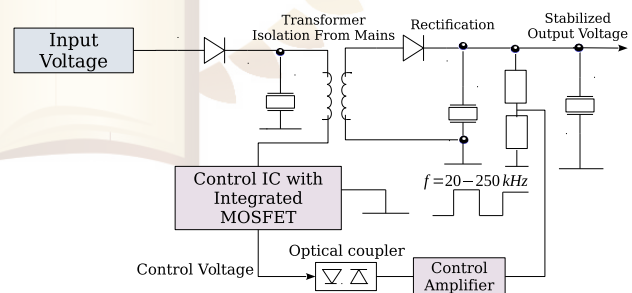 Transformer
Isolation From Mains
Rectification
Stabilized
Output Voltage
Input
Voltage
f=20−250 kHz
Control IC with
Integrated
MOSFET
Optical coupler
Control Voltage
Control
Amplifier